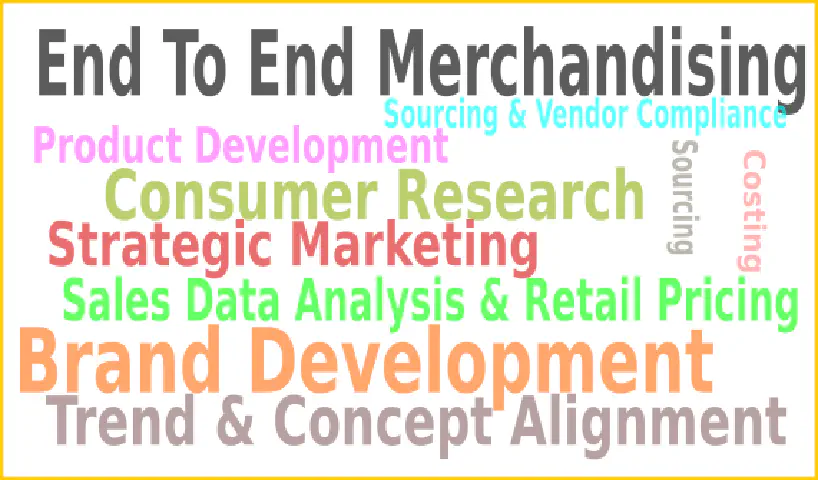 End To End Merchandising
Sourcing & Vendor Compliance
Product Development
Sourcing
Costing
Consumer Research
Strategic Marketing
Sales Data Analysis & Retail Pricing
Brand Development
Trend & Concept Alignment